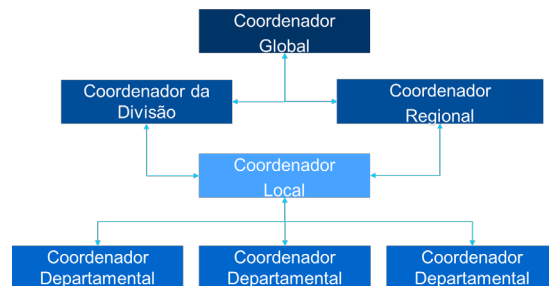 Coordenador
Global
Coordenador da
Divisão
Coordenador
Regional
Coordenador
Local
Coordenador
Departamental
Coordenador
Departamental
Coordenador
Departamental